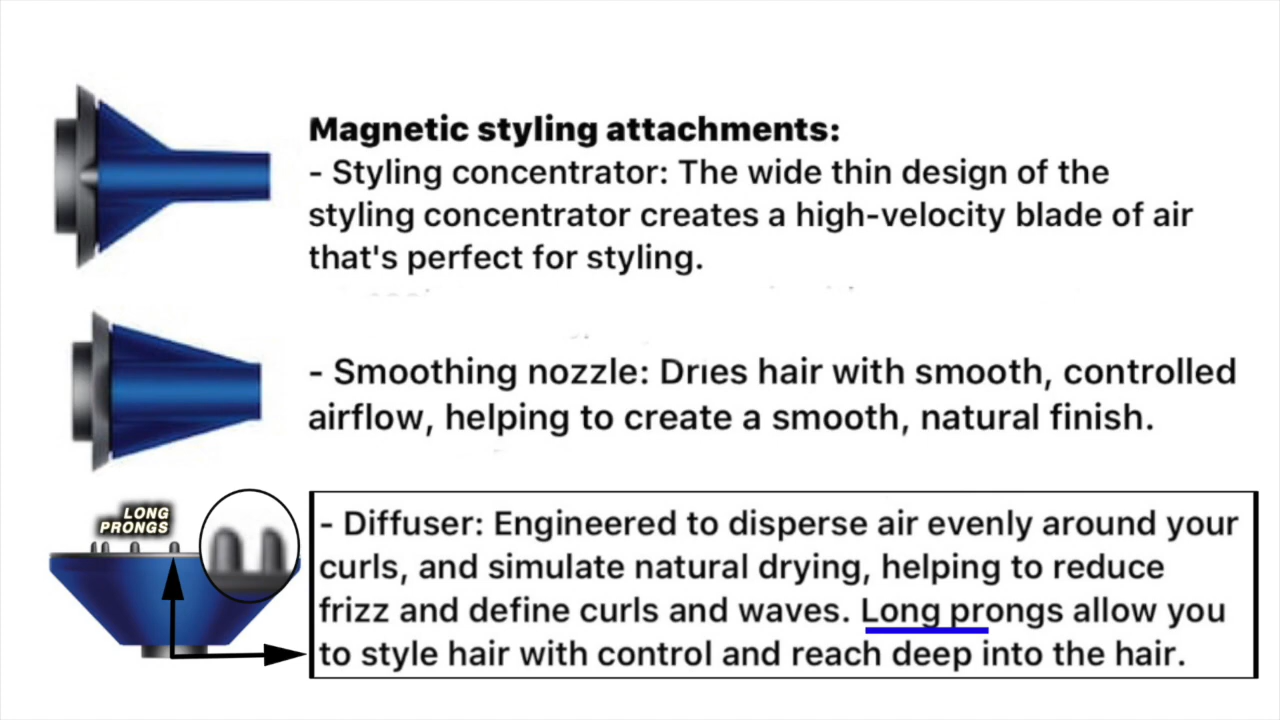 Magnetic styling attachments:
- Styling concentrator: The wide thin design of the
styling concentrator creates a high-velocity blade of air
that's perfect for styling.
- Smoothing nozzle: Dries hair with smooth, controlled
airflow, helping to create a smooth, natural finish.
LONG
PRONGS
- Diffuser: Engineered to disperse air evenly around your
curls, and simulate natural drying, helping to reduce
frizz and define curls and waves. Long prongs allow you
to style hair with control and reach deep into the hair.